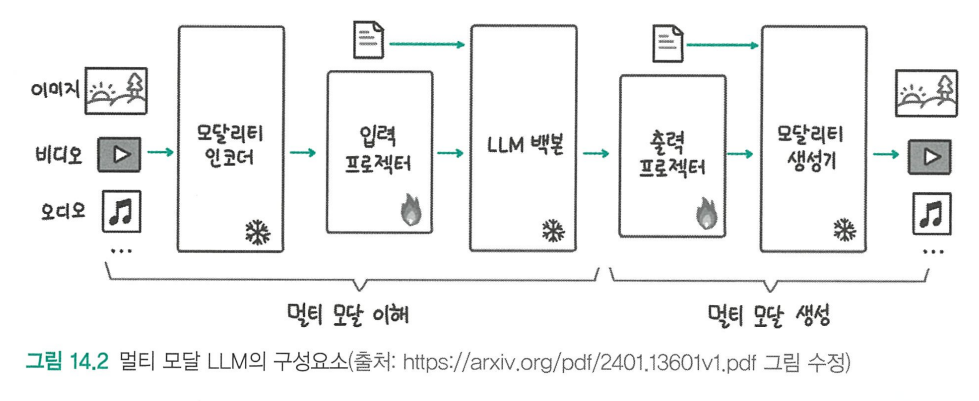 이미지
비디오
오디오
...
모달리티
인코더
입력
프로젝터
LLM 백본
출력
프로젝터
모달리티
생성기
...
멀티 모달 이해
멀티 모달 생성
그림 14.2 멀티 모달 LLM의 구성요소(출처: https://arxiv.org/pdf/2401.13601v1.pdf 그림 수정)